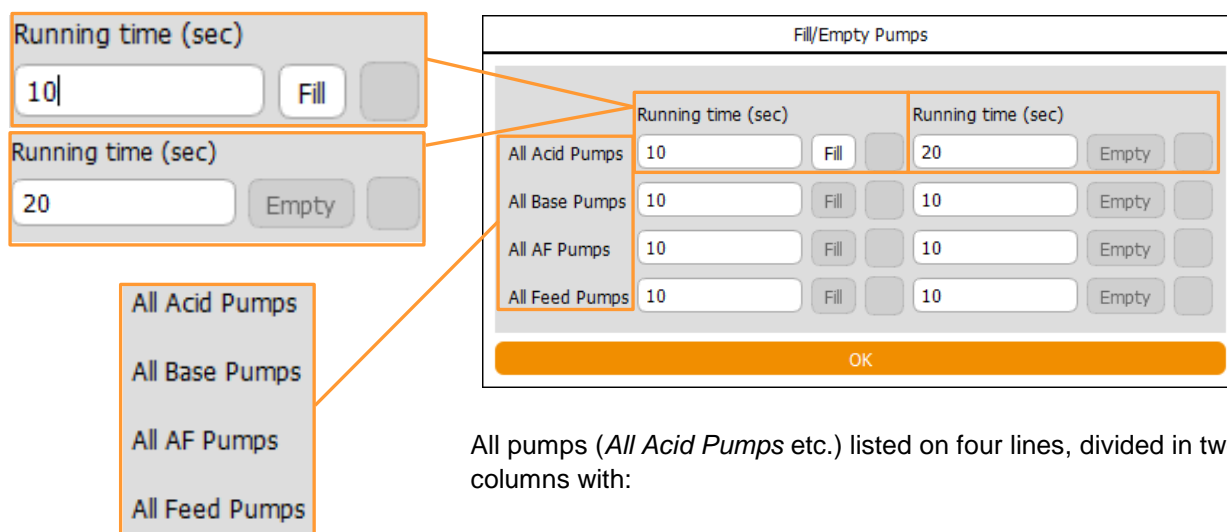 Running time (sec)
10
Fill
Running time (sec)
20
Empty
All Acid Pumps
All Base Pumps
All AF Pumps
All Feed Pumps
Fill/Empty Pumps
Running time (sec) Running time (sec)
All Acid Pumps 10 Fill 20 Empty
All Base Pumps 10 Fill 10 Empty
All AF Pumps 10 Fill 10 Empty
All Feed Pumps 10 Fill 10 Empty
OK
All pumps (All Acid Pumps etc.) listed on four lines, divided in tw
columns with: